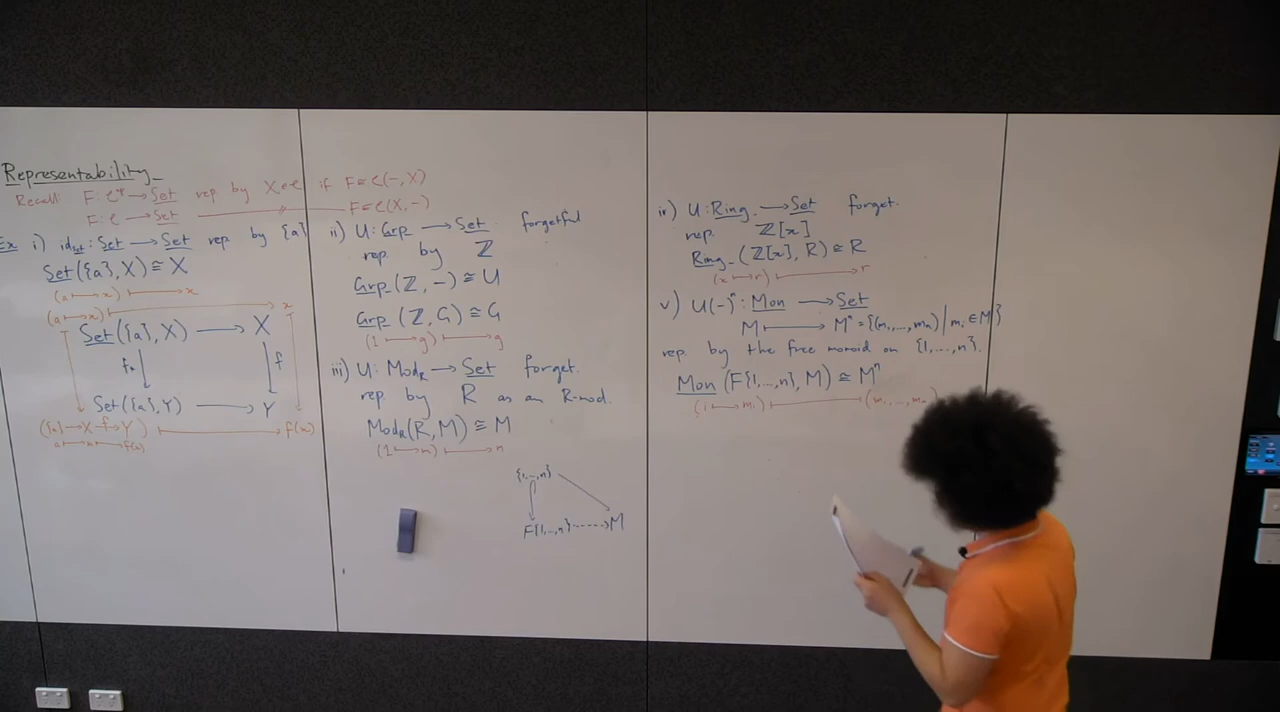 Representability
Recall: F: C^op → Set rep by X ∈ C if F ≅ C(-, X)
F: C → Set ——〃—— F ≅ C(X, -)
Ex i) id_Set : Set → Set rep. by {a}
Set({a}, X) ≅ X
(a ↦ x) ↦ x
(a ↦ x) ↦ x
Set({a}, X) → X
f_* ↓ ↓ f
Set({a}, Y) → Y
({a} → X –f→ Y) ↦ f(x)
a ↦ x ↦ f(x)
ii) U: Grp → Set forgetful
rep. by ℤ
Grp(ℤ, -) ≅ U
Grp(ℤ, G) ≅ G
(1 ↦ g) ↦ g
iii) U: Mod_R → Set forget.
rep by R as an R-mod.
Mod_R(R, M) ≅ M
(1 ↦ m) ↦ m
{1,...,n}
F{1,...,n} ⇢ M
iv) U: Ring → Set forget.
rep. ℤ[x]
Ring(ℤ[x], R) ≅ R
(x ↦ r) ↦ r
v) U(-)^n : Mon → Set
M ↦ M^n = {(m_1,...,m_n) | m_i ∈ M}
rep. by the free monoid on {1,...,n}.
Mon(F{1,...,n}, M) ≅ M^n
(i ↦ m_i) ↦ (m_1,...,m_n)